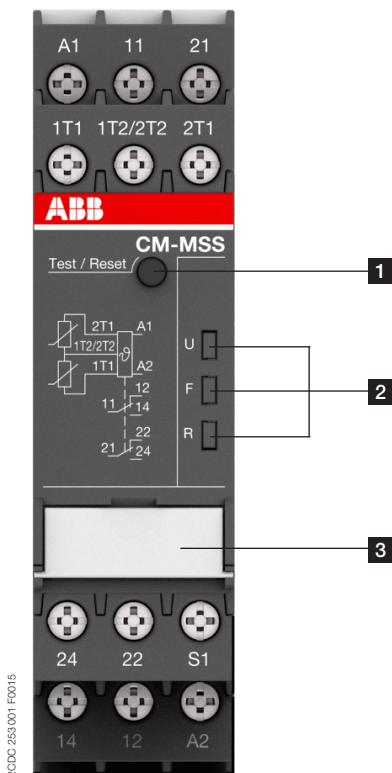 A1 11 21
1T1 1T2/2T2 2T1
ABB
CM-MSS
Test / Reset
1
2T1 A1
1T2/2T2
1T1 A2
12
11 14
22
21 24
U
F
R
2
3
24 22 S1
14 12 A2
2CDC 253 001 F0015